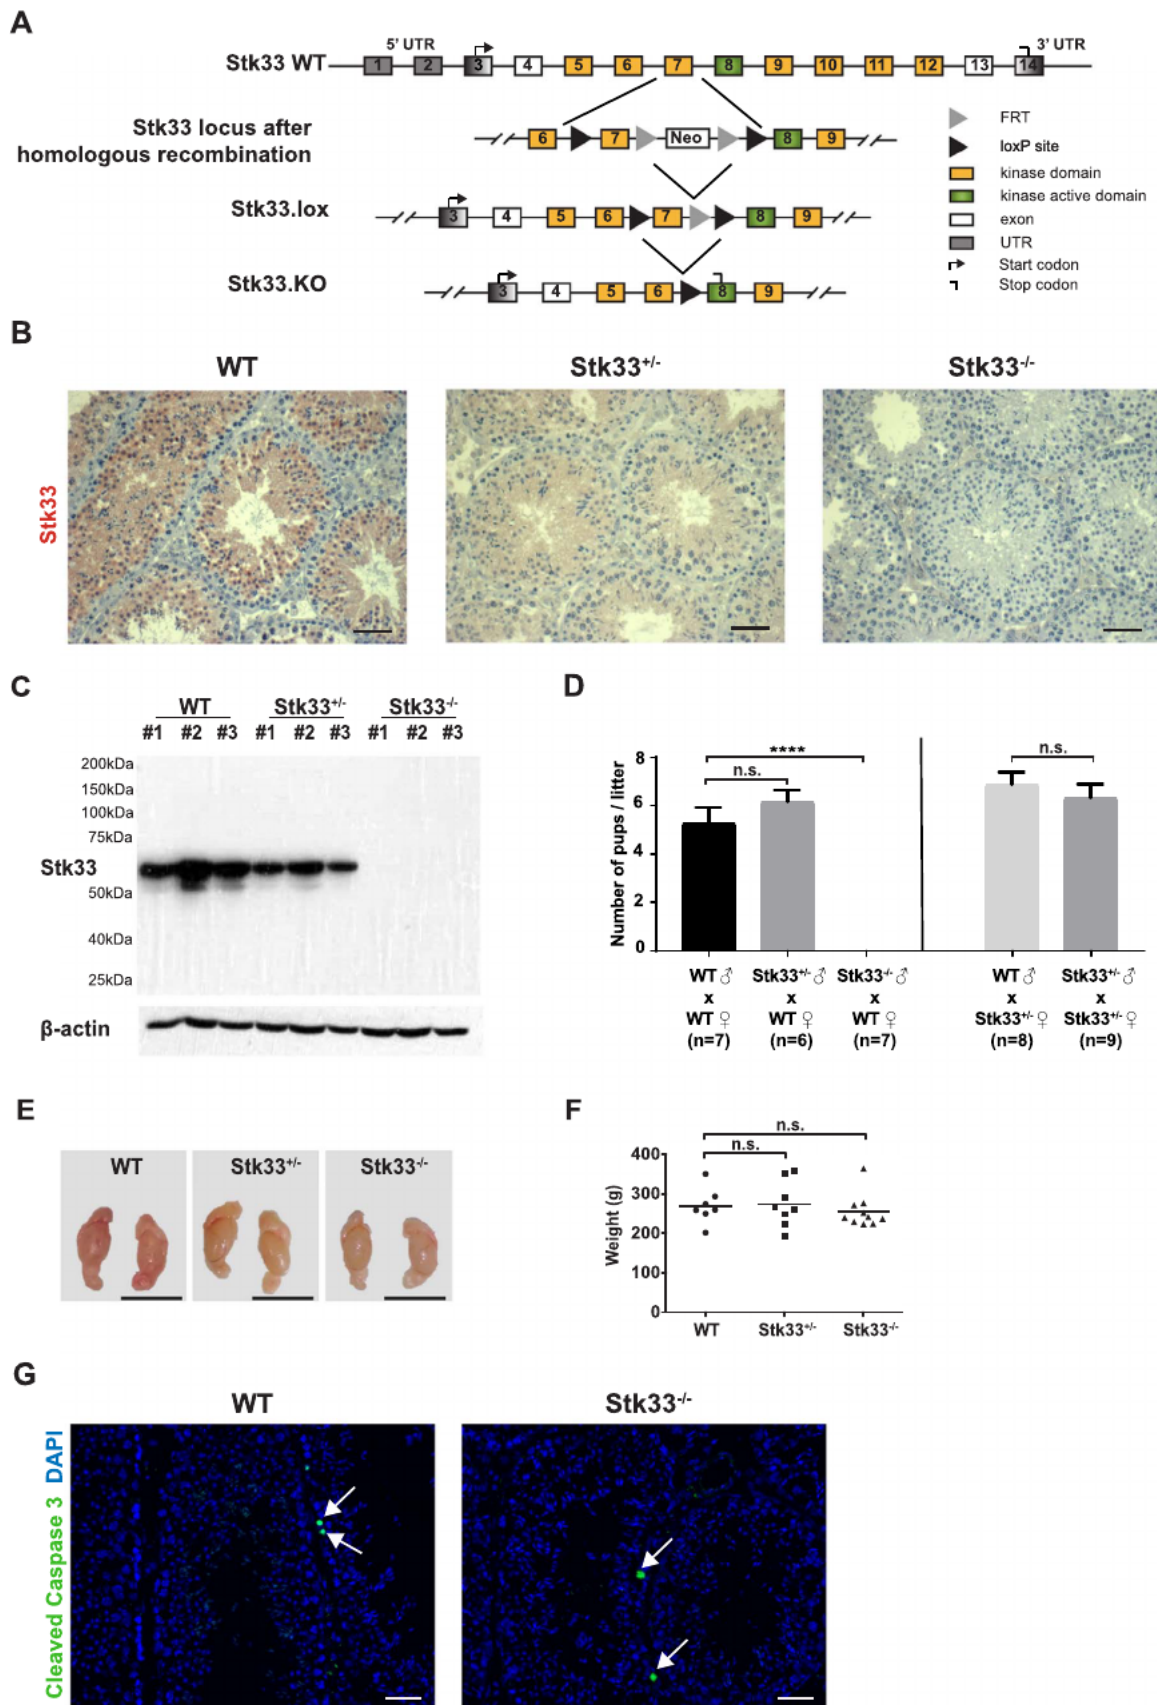 A
5' UTR
3' UTR
Stk33 WT
1 2 3 4 5 6 7 8 9 10 11 12 13 14
Stk33 locus after
homologous recombination
6 7 Neo 8 9
Stk33.lox
3 4 5 6 7 8 9
Stk33.KO
3 4 5 6 8 9
FRT
loxP site
kinase domain
kinase active domain
exon
UTR
Start codon
Stop codon
B
WT
Stk33+/-
Stk33-/-
Stk33
C
WT Stk33+/- Stk33-/-
#1 #2 #3 #1 #2 #3 #1 #2 #3
200kDa
150kDa
100kDa
75kDa
Stk33
50kDa
40kDa
25kDa
β-actin
D
Number of pups / litter
8
6
4
2
0
****
n.s.
n.s.
WT ♂
x
WT ♀
(n=7)
Stk33+/- ♂
x
WT ♀
(n=6)
Stk33-/- ♂
x
WT ♀
(n=7)
WT ♂
x
Stk33+/- ♀
(n=8)
Stk33+/- ♂
x
Stk33+/- ♀
(n=9)
E
WT
Stk33+/-
Stk33-/-
F
n.s.
n.s.
Weight (g)
400
300
200
100
0
WT
Stk33+/-
Stk33-/-
G
WT
Stk33-/-
Cleaved Caspase 3 DAPI